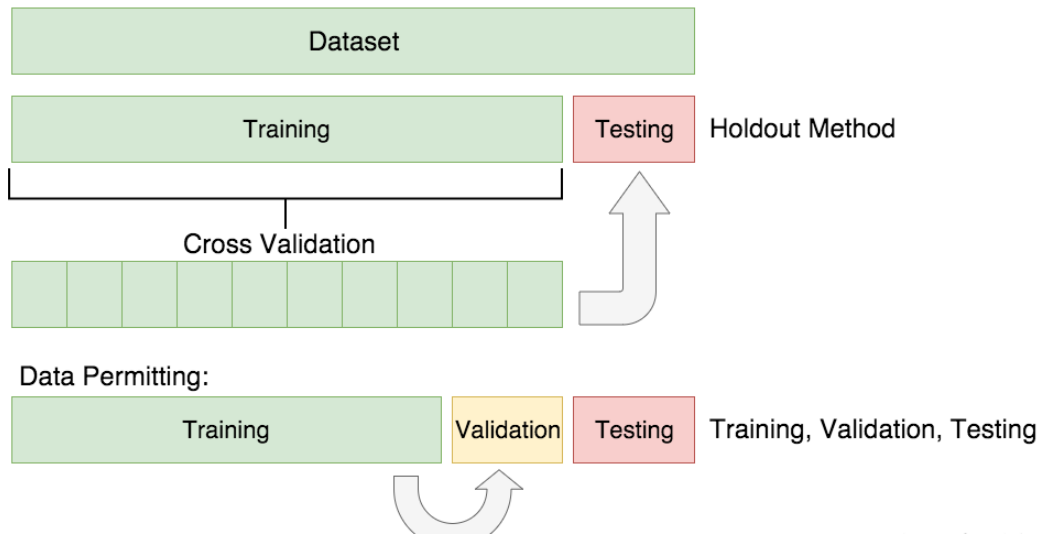 Dataset
Training
Testing
Holdout Method
Cross Validation
Data Permitting:
Training
Validation
Testing
Training, Validation, Testing